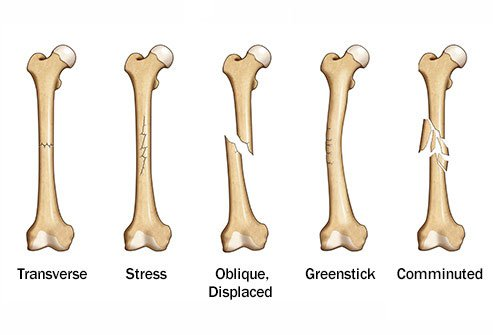 Transverse
Stress
Oblique,
Displaced
Greenstick
Comminuted